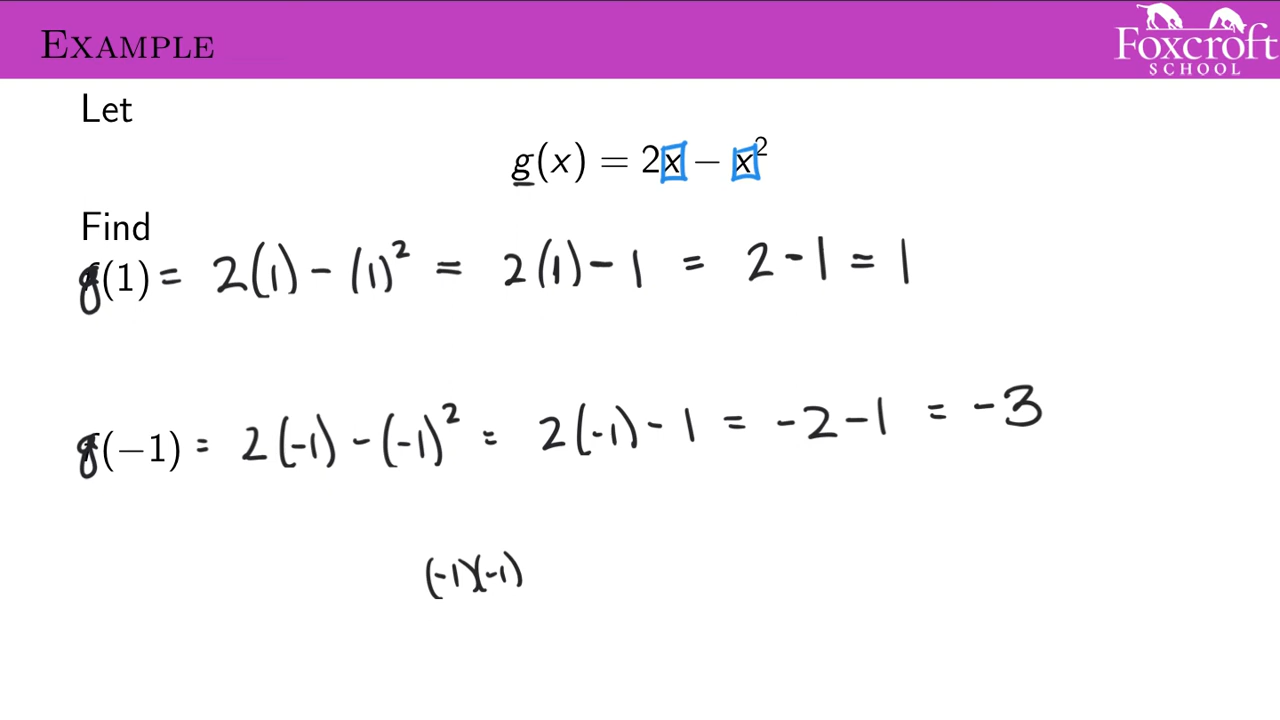 EXAMPLE
Foxcroft
SCHOOL
Let
g(x) = 2x − x²
Find
g(1) = 2(1) - (1)² = 2(1) - 1 = 2 - 1 = 1
g(−1) = 2(-1) - (-1)² = 2(-1) - 1 = -2 - 1 = -3
(-1)(-1)